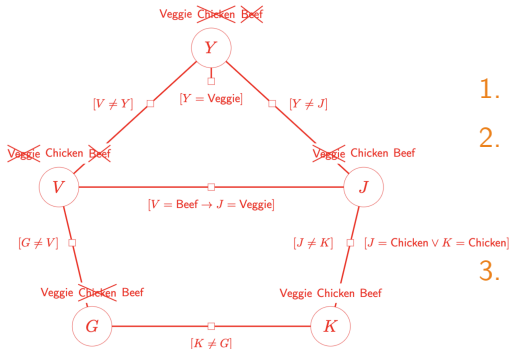 Veggie Chicken Beef
Y
[V ≠ Y]
[Y = Veggie]
[Y ≠ J]
1.
2.
Veggie Chicken Beef
Veggie Chicken Beef
V
J
[V = Beef → J = Veggie]
[G ≠ V]
[J ≠ K]
[J = Chicken ∨ K = Chicken]
3.
Veggie Chicken Beef
Veggie Chicken Beef
G
K
[K ≠ G]